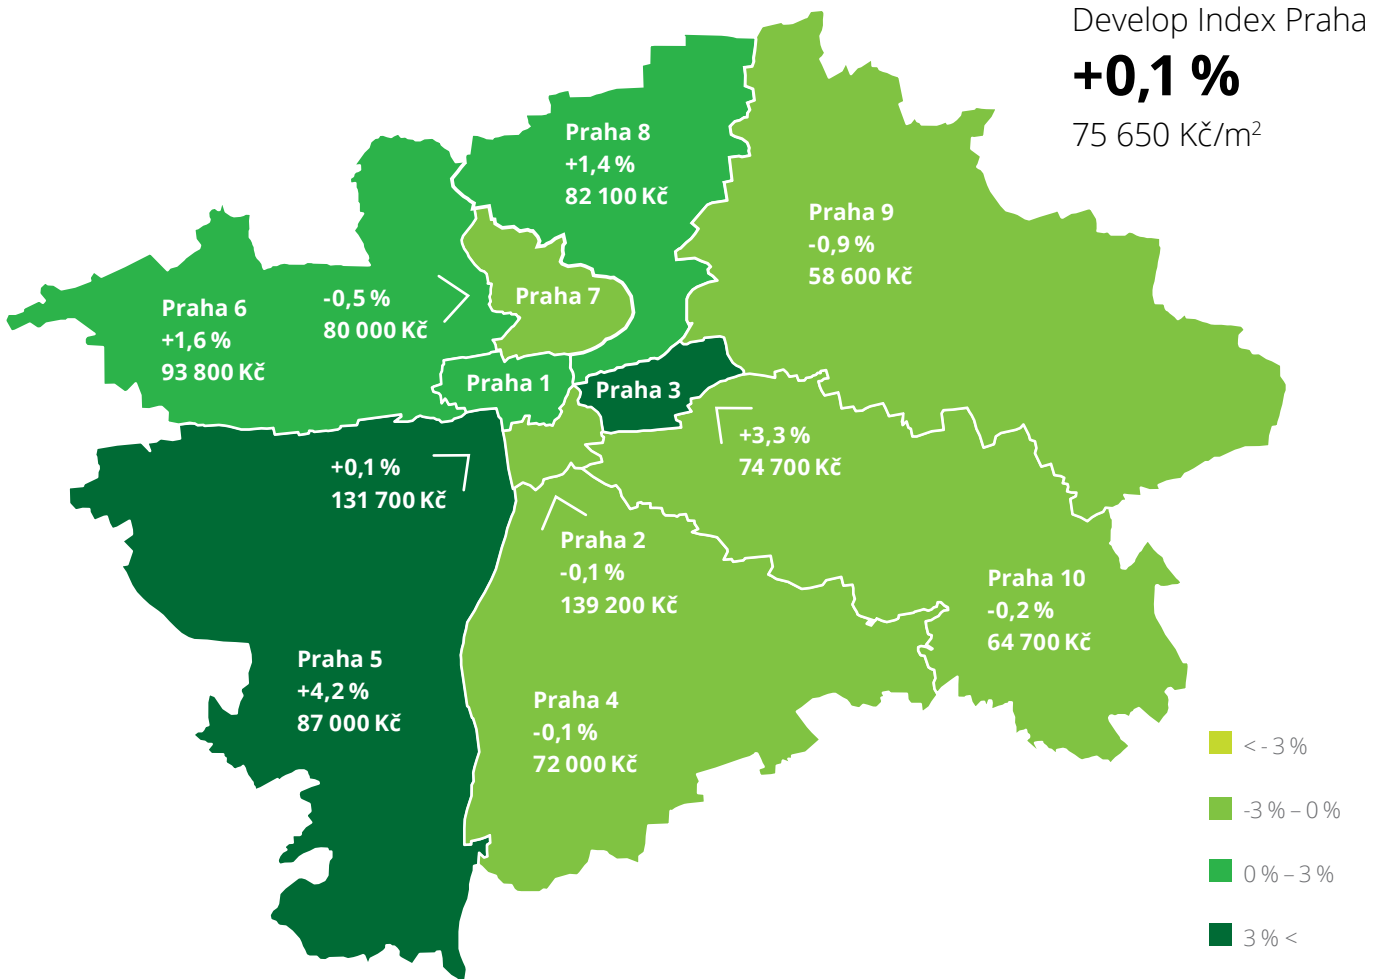 Develop Index Praha
+0,1 %
75 650 Kč/m²
Praha 8
+1,4 %
82 100 Kč
Praha 9
-0,9 %
58 600 Kč
Praha 6
+1,6 %
93 800 Kč
-0,5 %
80 000 Kč
Praha 7
Praha 1
Praha 3
+3,3 %
74 700 Kč
+0,1 %
131 700 Kč
Praha 2
-0,1 %
139 200 Kč
Praha 10
-0,2 %
64 700 Kč
Praha 5
+4,2 %
87 000 Kč
Praha 4
-0,1 %
72 000 Kč
< - 3 %
-3 % – 0 %
0 % – 3 %
3 % <